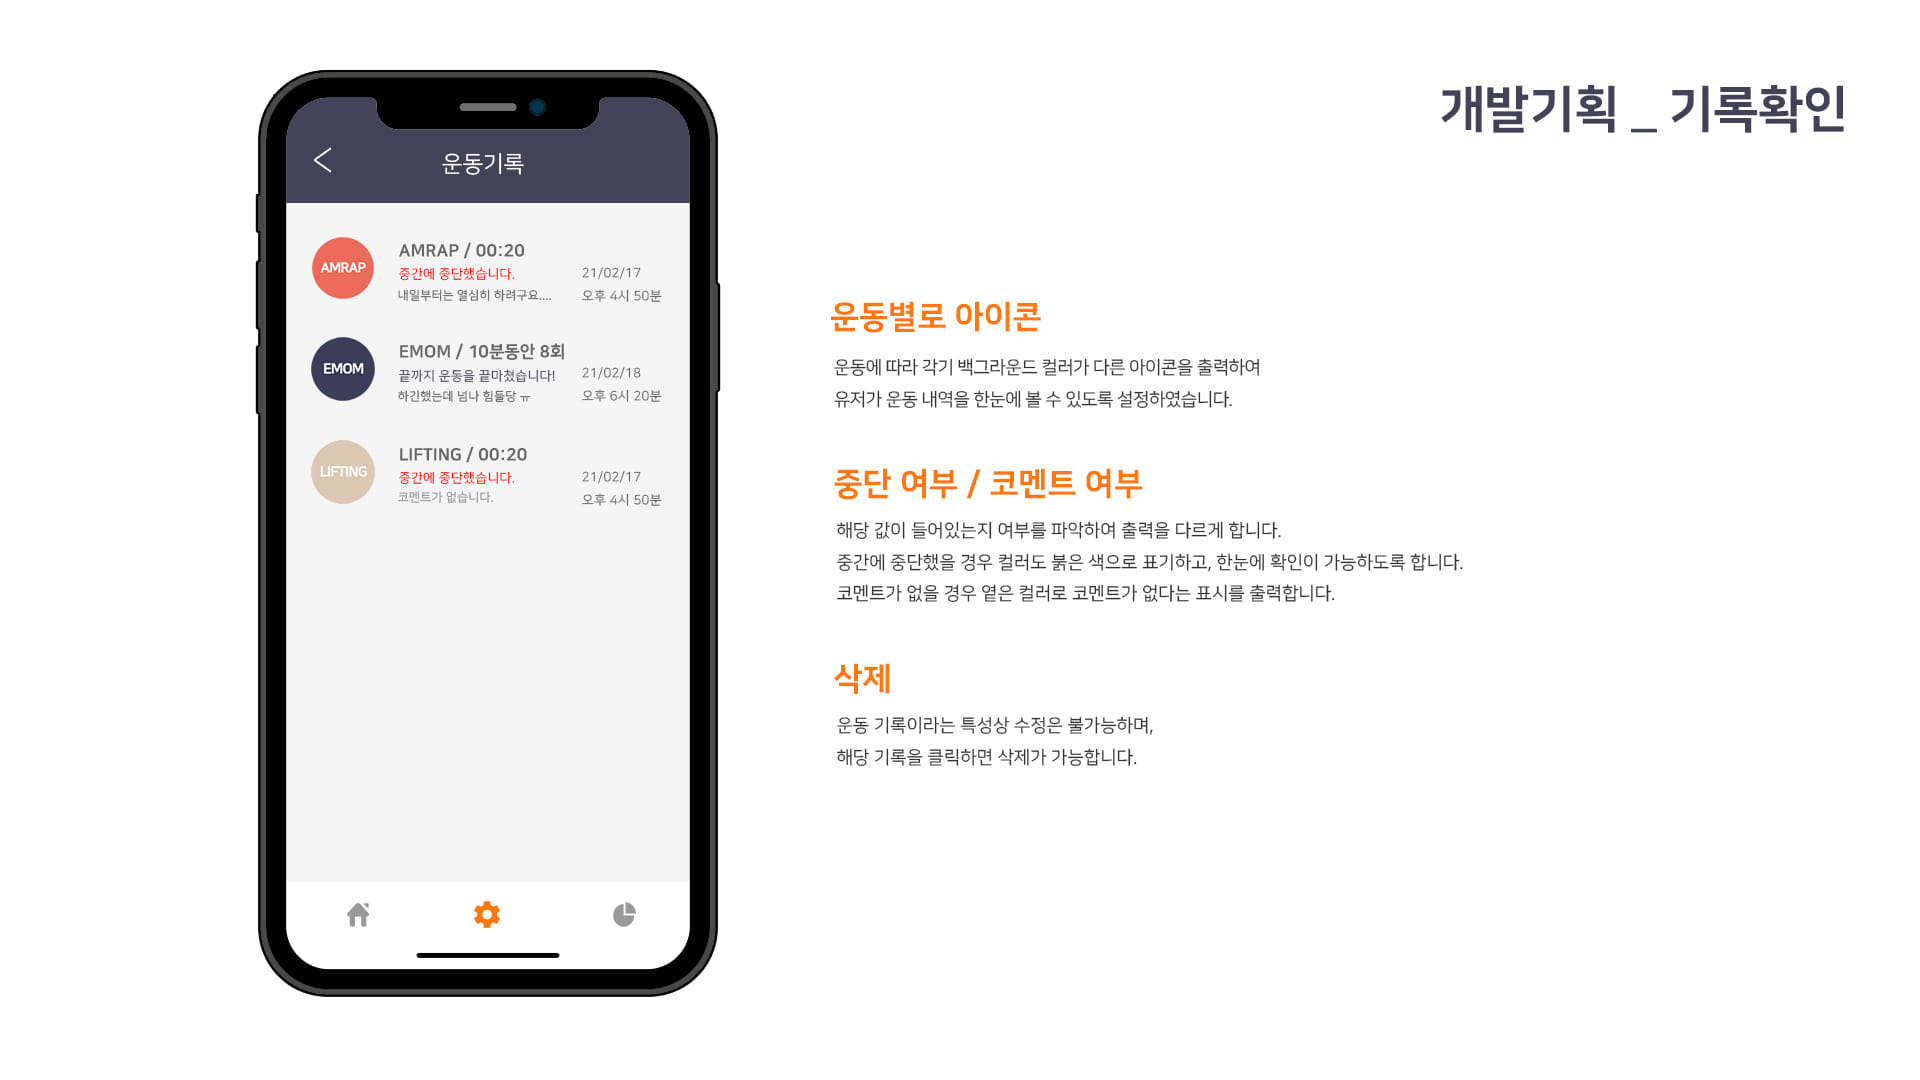 개발기획 _ 기록확인
운동기록
AMRAP
AMRAP / 00:20
중간에 중단했습니다.
내일부터는 열심히 하려구요....
21/02/17
오후 4시 50분
EMOM
EMOM / 10분동안 8회
끝까지 운동을 끝마쳤습니다!
하긴했는데 넘나 힘들당 ㅠ
21/02/18
오후 6시 20분
LIFTING
LIFTING / 00:20
중간에 중단했습니다.
코멘트가 없습니다.
21/02/17
오후 4시 50분
운동별로 아이콘
운동에 따라 각기 백그라운드 컬러가 다른 아이콘을 출력하여
유저가 운동 내역을 한눈에 볼 수 있도록 설정하였습니다.
중단 여부 / 코멘트 여부
해당 값이 들어있는지 여부를 파악하여 출력을 다르게 합니다.
중간에 중단했을 경우 컬러도 붉은 색으로 표기하고, 한눈에 확인이 가능하도록 합니다.
코멘트가 없을 경우 옅은 컬러로 코멘트가 없다는 표시를 출력합니다.
삭제
운동 기록이라는 특성상 수정은 불가능하며,
해당 기록을 클릭하면 삭제가 가능합니다.